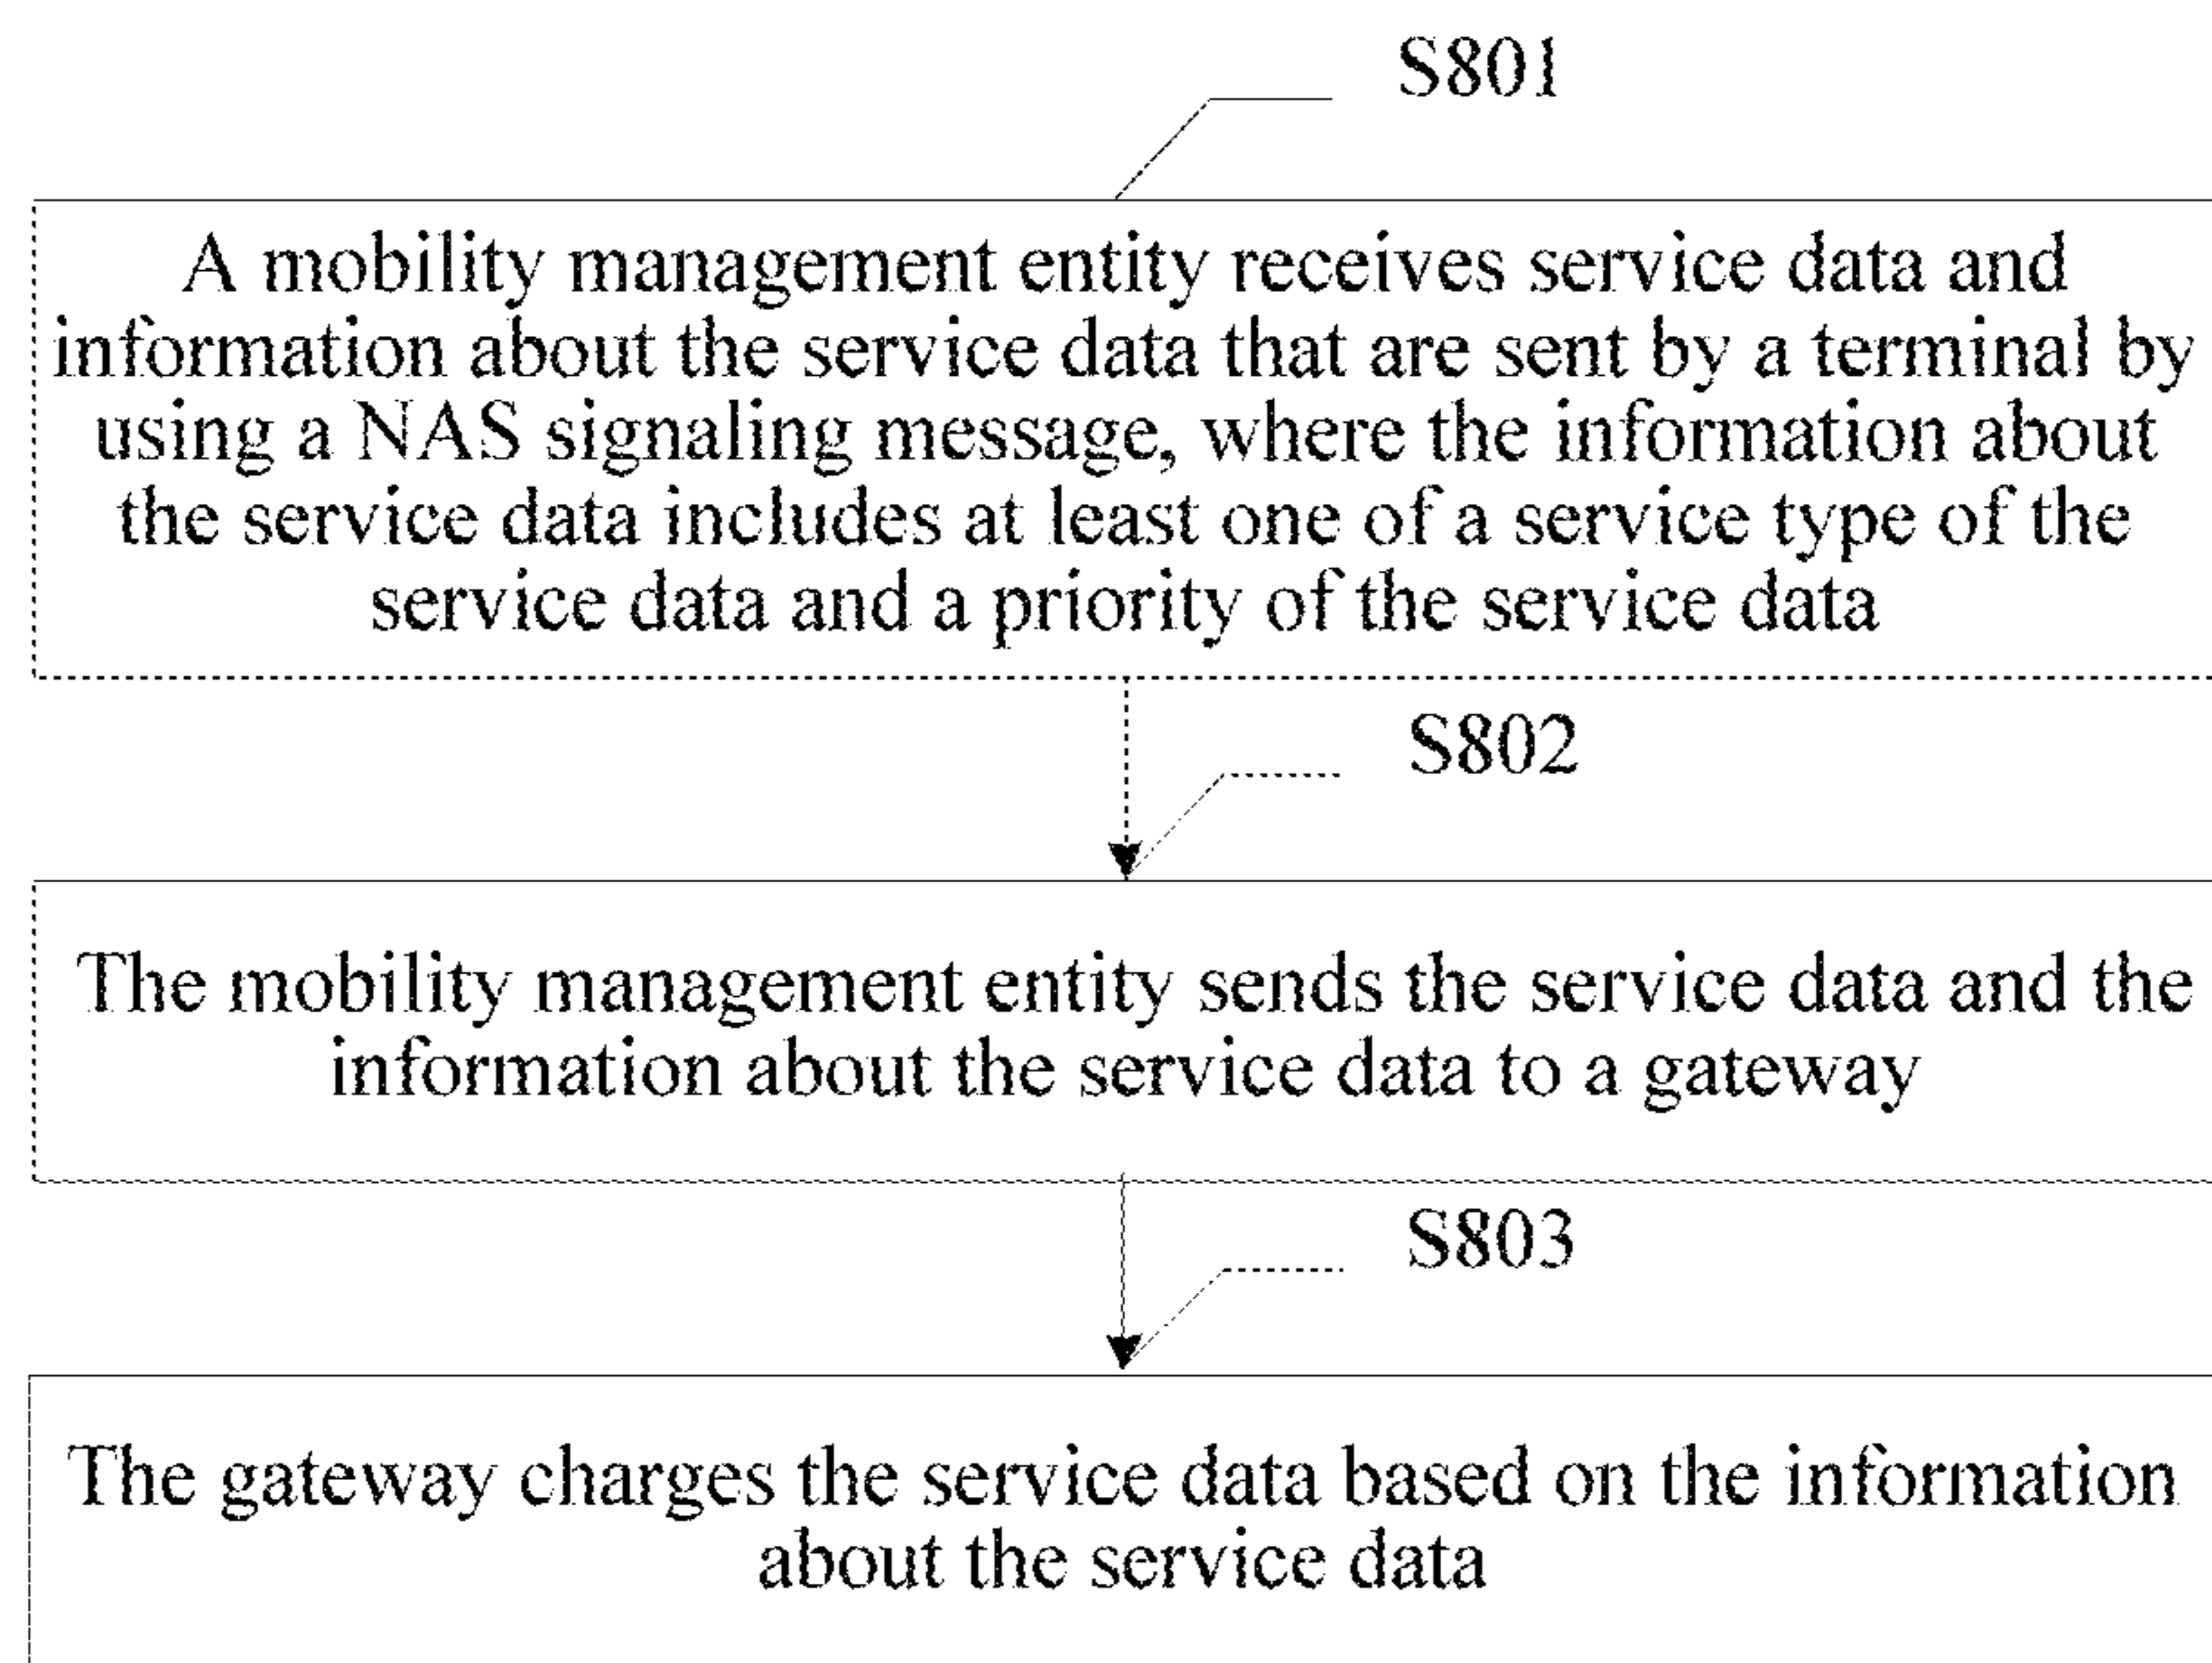 S801
A mobility management entity receives service data and
information about the service data that are sent by a terminal by
using a NAS signaling message, where the information about
the service data includes at least one of a service type of the
service data and a priority of the service data
S802
The mobility management entity sends the service data and the
information about the service data to a gateway
S803
The gateway charges the service data based on the information
about the service data